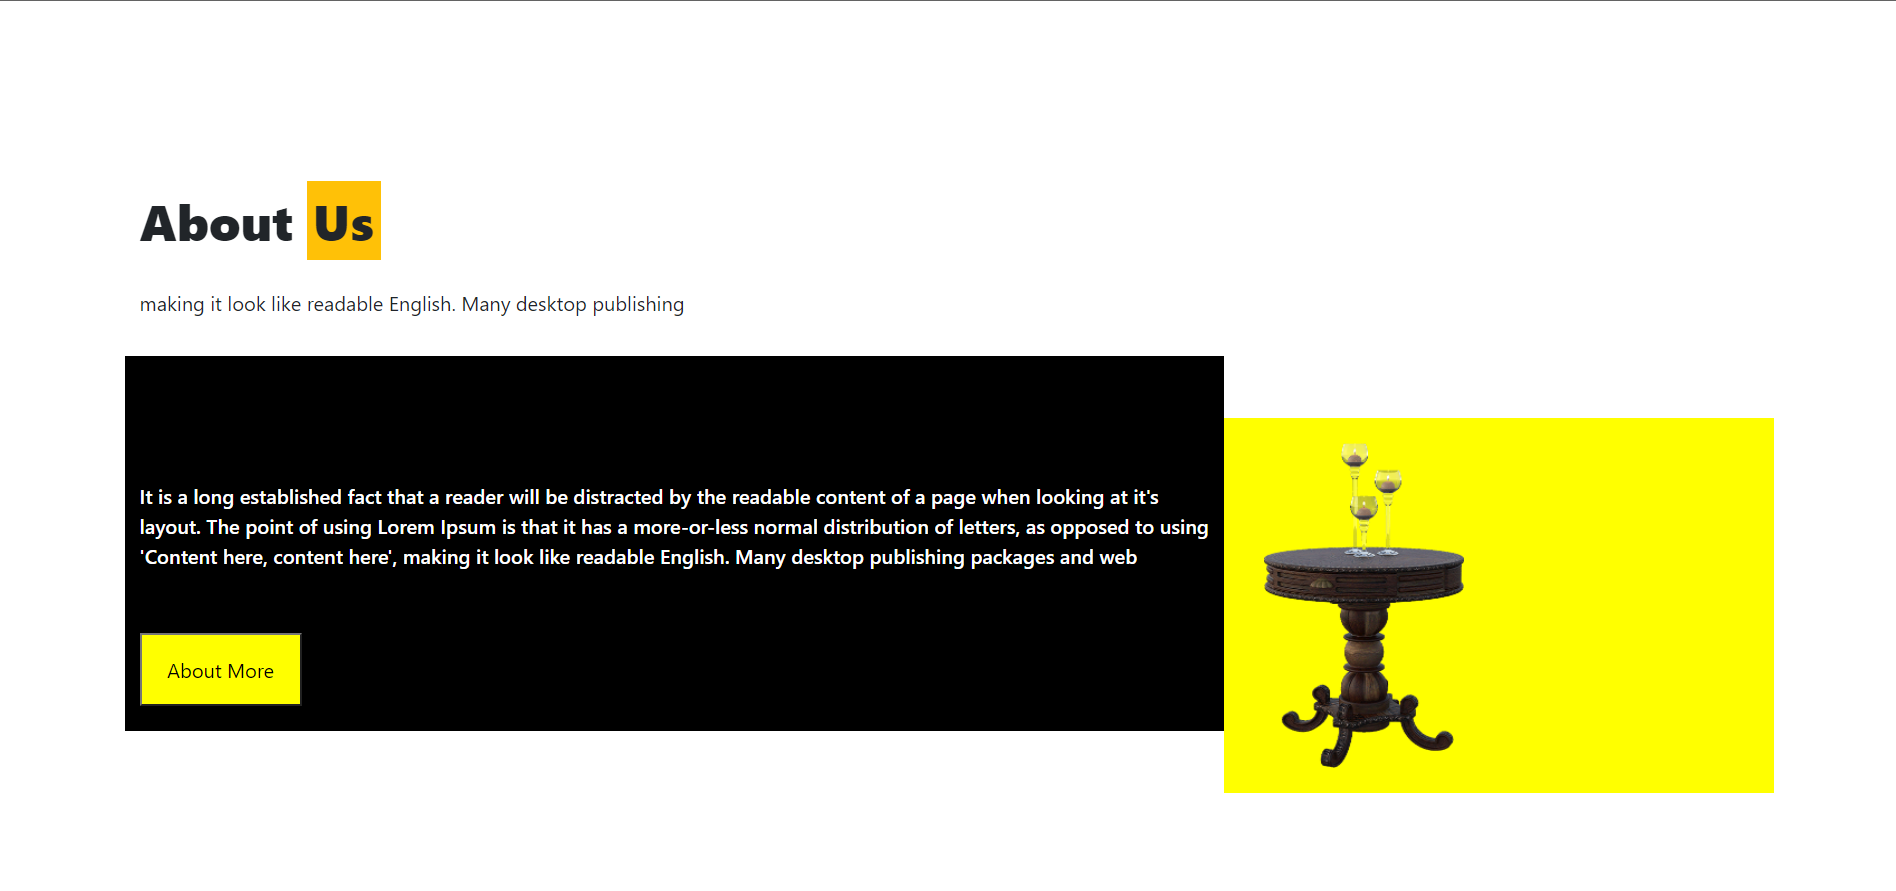 About Us
making it look like readable English. Many desktop publishing
It is a long established fact that a reader will be distracted by the readable content of a page when looking at it's
layout. The point of using Lorem Ipsum is that it has a more-or-less normal distribution of letters, as opposed to using
'Content here, content here', making it look like readable English. Many desktop publishing packages and web
About More